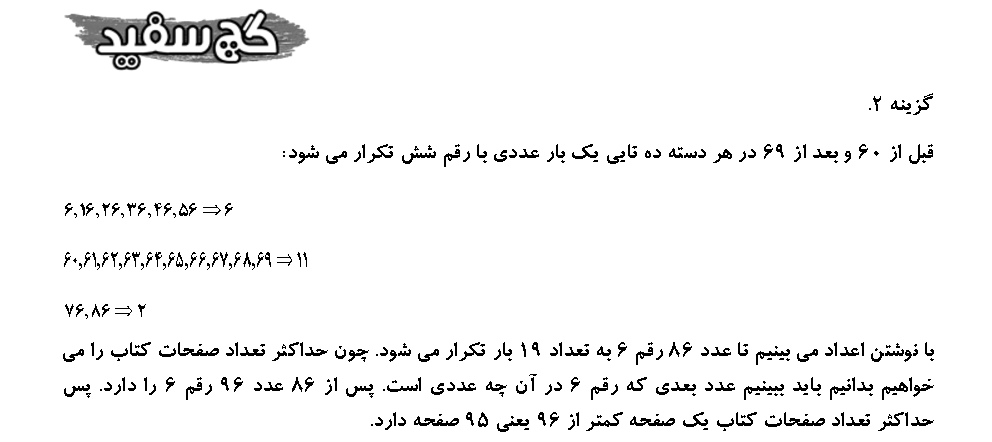 گچ سفید
گزینه ۲.
قبل از ۶۰ و بعد از ۶۹ در هر دسته ده تایی یک بار عددی با رقم شش تکرار می شود:
۶,۱۶,۲۶,۳۶,۴۶,۵۶ ⇒ ۶
۶۰,۶۱,۶۲,۶۳,۶۴,۶۵,۶۶,۶۷,۶۸,۶۹ ⇒ ۱۱
۷۶,۸۶ ⇒ ۲
با نوشتن اعداد می بینیم تا عدد ۸۶ رقم ۶ به تعداد ۱۹ بار تکرار می شود. چون حداکثر تعداد صفحات کتاب را می
خواهیم بدانیم باید ببینیم عدد بعدی که رقم ۶ در آن چه عددی است. پس از ۸۶ عدد ۹۶ رقم ۶ را دارد. پس
حداکثر تعداد صفحات کتاب یک صفحه کمتر از ۹۶ یعنی ۹۵ صفحه دارد.